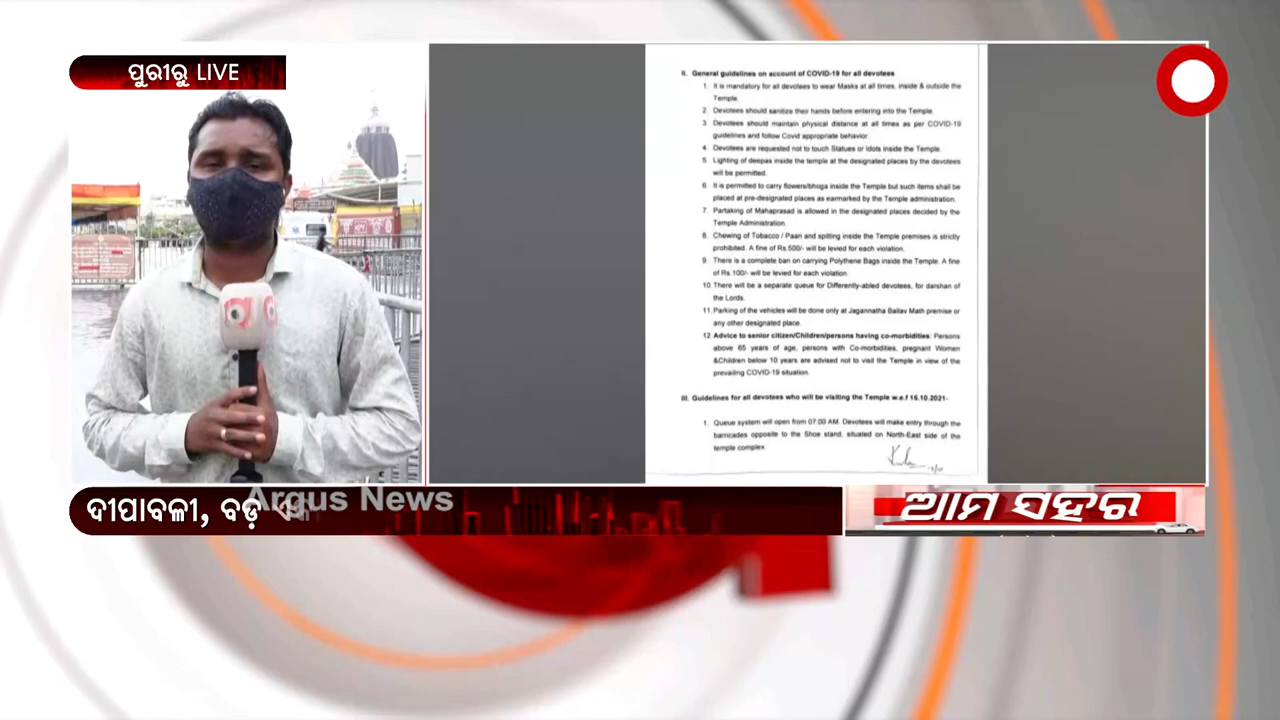 ପୁରୀରୁ LIVE
II. General guidelines on account of COVID-19 for all devotees
1. It is mandatory for all devotees to wear Masks at all times, inside & outside the
Temple.
2. Devotees should sanitize their hands before entering into the Temple.
3. Devotees should maintain physical distance at all times as per COVID-19
guidelines and follow Covid appropriate behavior.
4. Devotees are requested not to touch Statues or Idols inside the Temple.
5. Lighting of deepas inside the temple at the designated places by the devotees
will be permitted.
6. It is permitted to carry flowers/bhoga inside the Temple but such items shall be
placed at pre-designated places as earmarked by the Temple administration.
7. Partaking of Mahaprasad is allowed in the designated places decided by the
Temple Administration.
8. Chewing of Tobacco / Paan and spitting inside the Temple premises is strictly
prohibited. A fine of Rs.500/- will be levied for each violation.
9. There is a complete ban on carrying Polythene Bags inside the Temple. A fine
of Rs.100/- will be levied for each violation.
10. There will be a separate queue for Differently-abled devotees, for darshan of
the Lords.
11. Parking of the vehicles will be done only at Jagannatha Ballav Math premise or
any other designated place.
12. Advice to senior citizen/Children/persons having co-morbidities: Persons
above 65 years of age, persons with Co-morbidities, pregnant Women
&Children below 10 years are advised not to visit the Temple in view of the
prevailing COVID-19 situation.
III. Guidelines for all devotees who will be visiting the Temple w.e.f 16.10.2021-
1. Queue system will open from 07:00 AM. Devotees will make entry through the
barricades opposite to the Shoe stand, situated on North-East side of the
temple complex.
ଦୀପାବଳୀ, ବଡ଼
Argus News
ଆମ ସହର